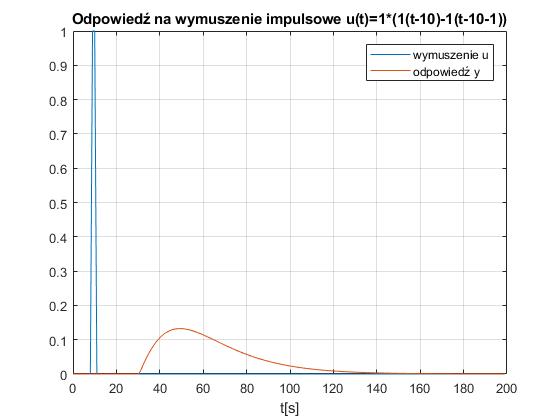 Odpowiedź na wymuszenie impulsowe u(t)=1*(1(t-10)-1(t-10-1))
1
wymuszenie u
0.9
odpowiedź y
0.8
0.7
0.6
0.5
0.4
0.3
0.2
0.1
0
0 20 40 60 80 100 120 140 160 180 200
t[s]